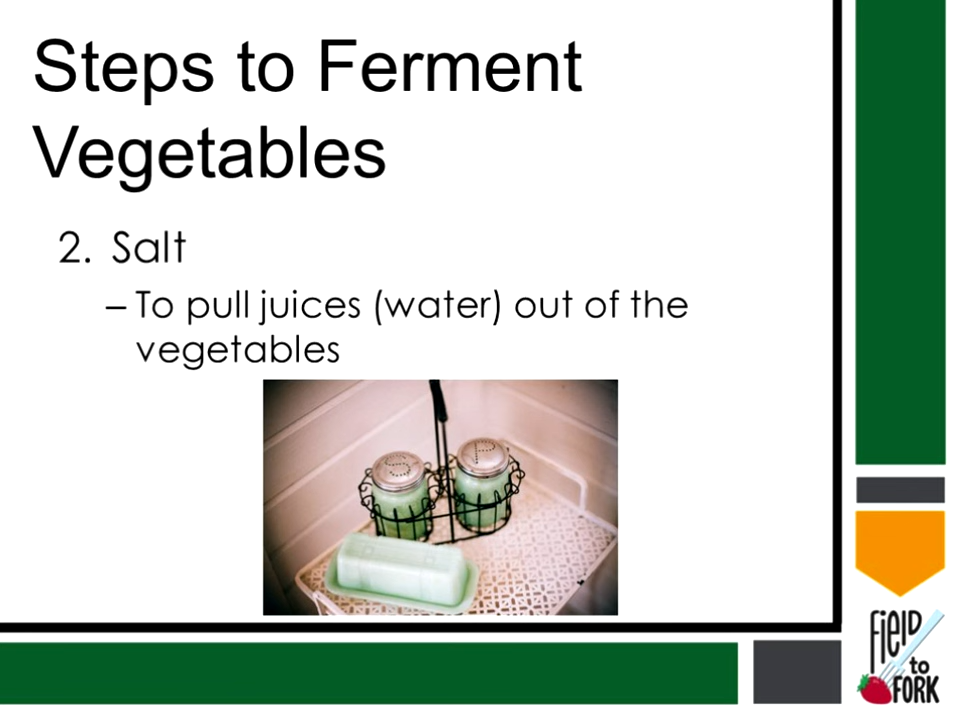 Steps to Ferment
Vegetables
2. Salt
– To pull juices (water) out of the
vegetables
S
P
FielD
to
FORK